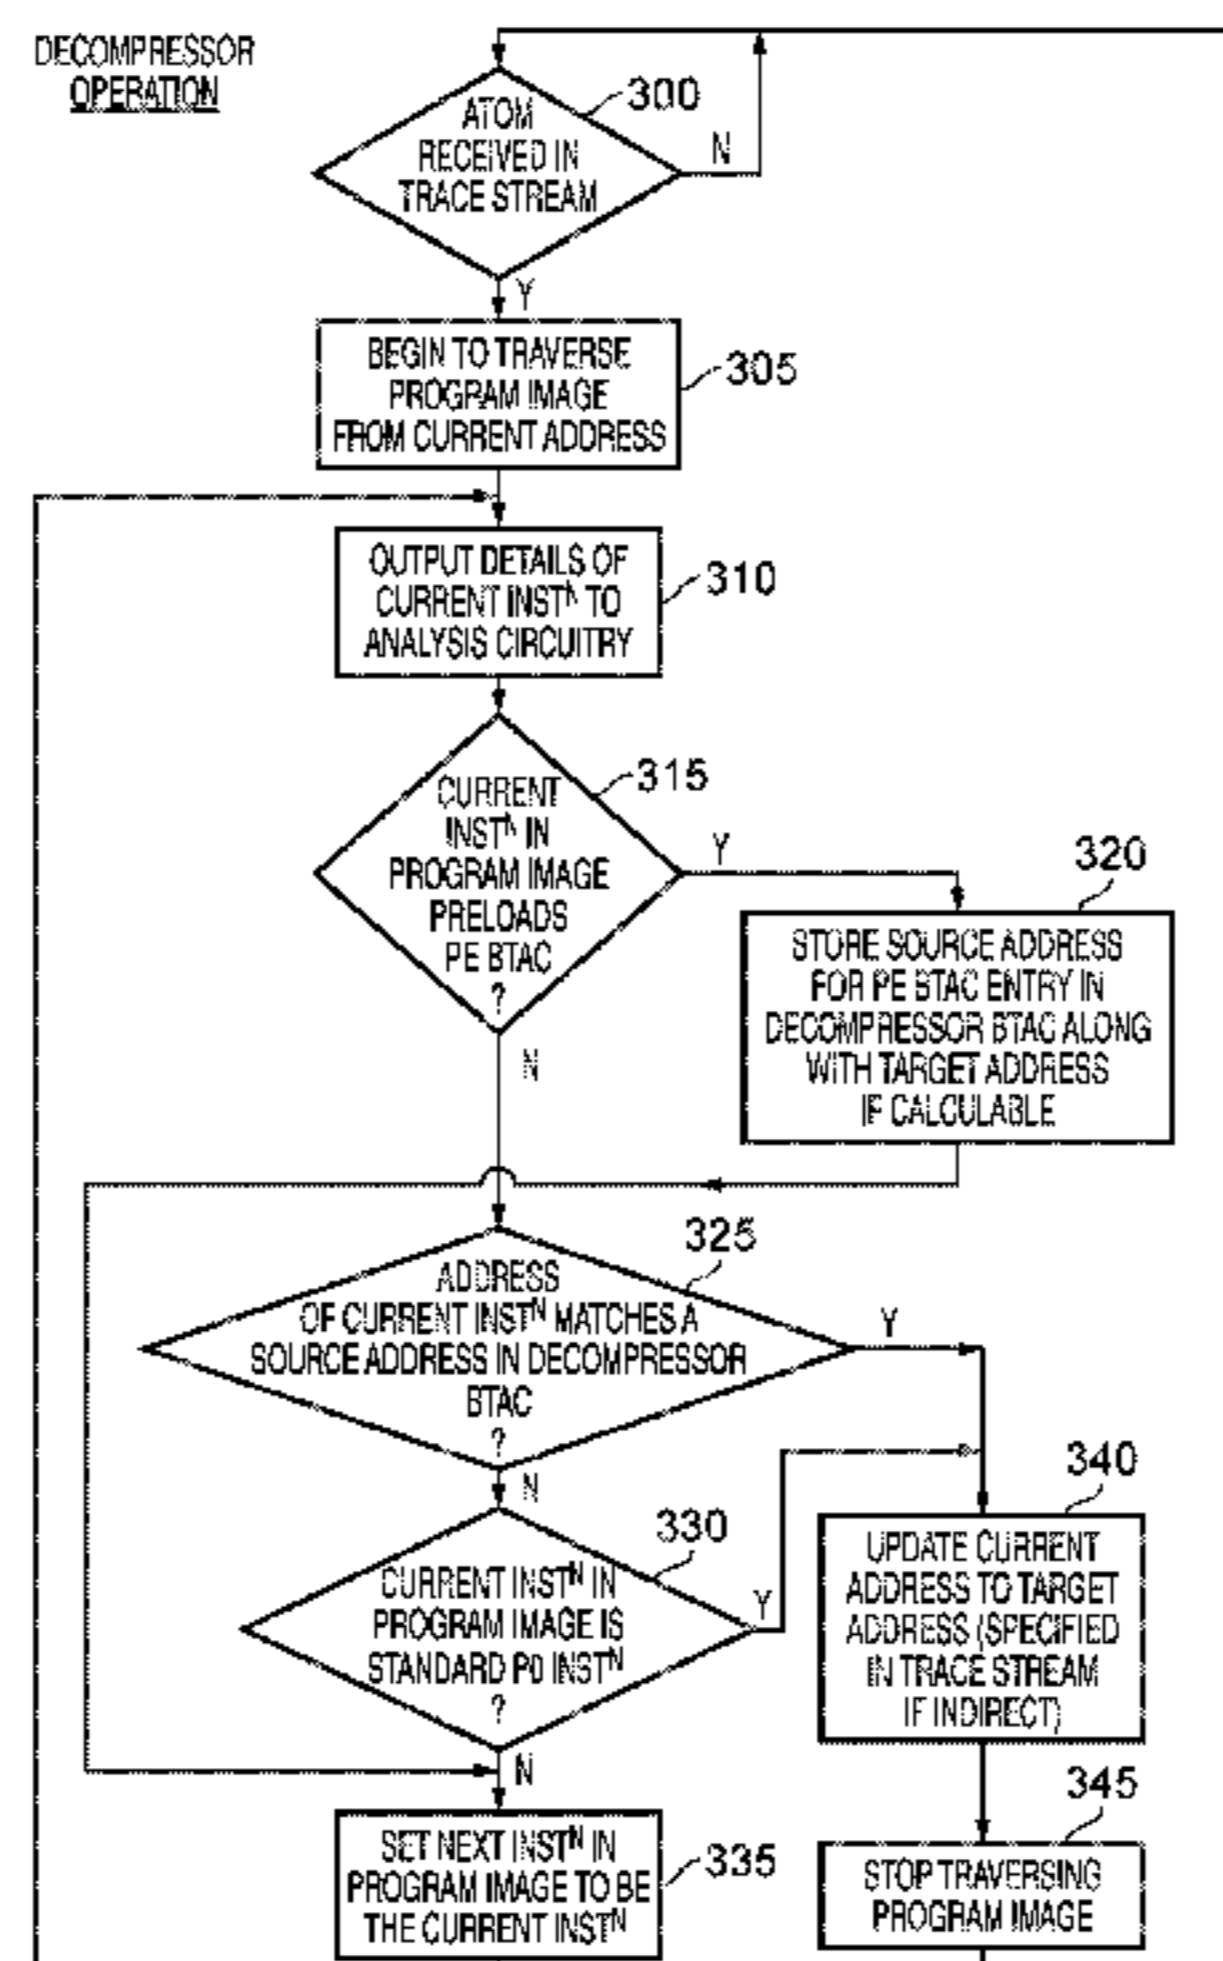 DECOMPRESSOR
OPERATION
300
ATOM
RECEIVED IN
TRACE STREAM
N
Y
BEGIN TO TRAVERSE
PROGRAM IMAGE
FROM CURRENT ADDRESS
305
OUTPUT DETAILS OF
CURRENT INSTᴺ TO
ANALYSIS CIRCUITRY
310
CURRENT
INSTᴺ IN
PROGRAM IMAGE
PRELOADS
PE BTAC
?
315
Y
N
320
STORE SOURCE ADDRESS
FOR PE BTAC ENTRY IN
DECOMPRESSOR BTAC ALONG
WITH TARGET ADDRESS
IF CALCULABLE
325
ADDRESS
OF CURRENT INSTᴺ MATCHES A
SOURCE ADDRESS IN DECOMPRESSOR
BTAC
?
Y
N
330
CURRENT INSTᴺ IN
PROGRAM IMAGE IS
STANDARD P0 INSTᴺ
?
Y
N
340
UPDATE CURRENT
ADDRESS TO TARGET
ADDRESS (SPECIFIED
IN TRACE STREAM
IF INDIRECT)
SET NEXT INSTᴺ IN
PROGRAM IMAGE TO BE
THE CURRENT INSTᴺ
335
345
STOP TRAVERSING
PROGRAM IMAGE